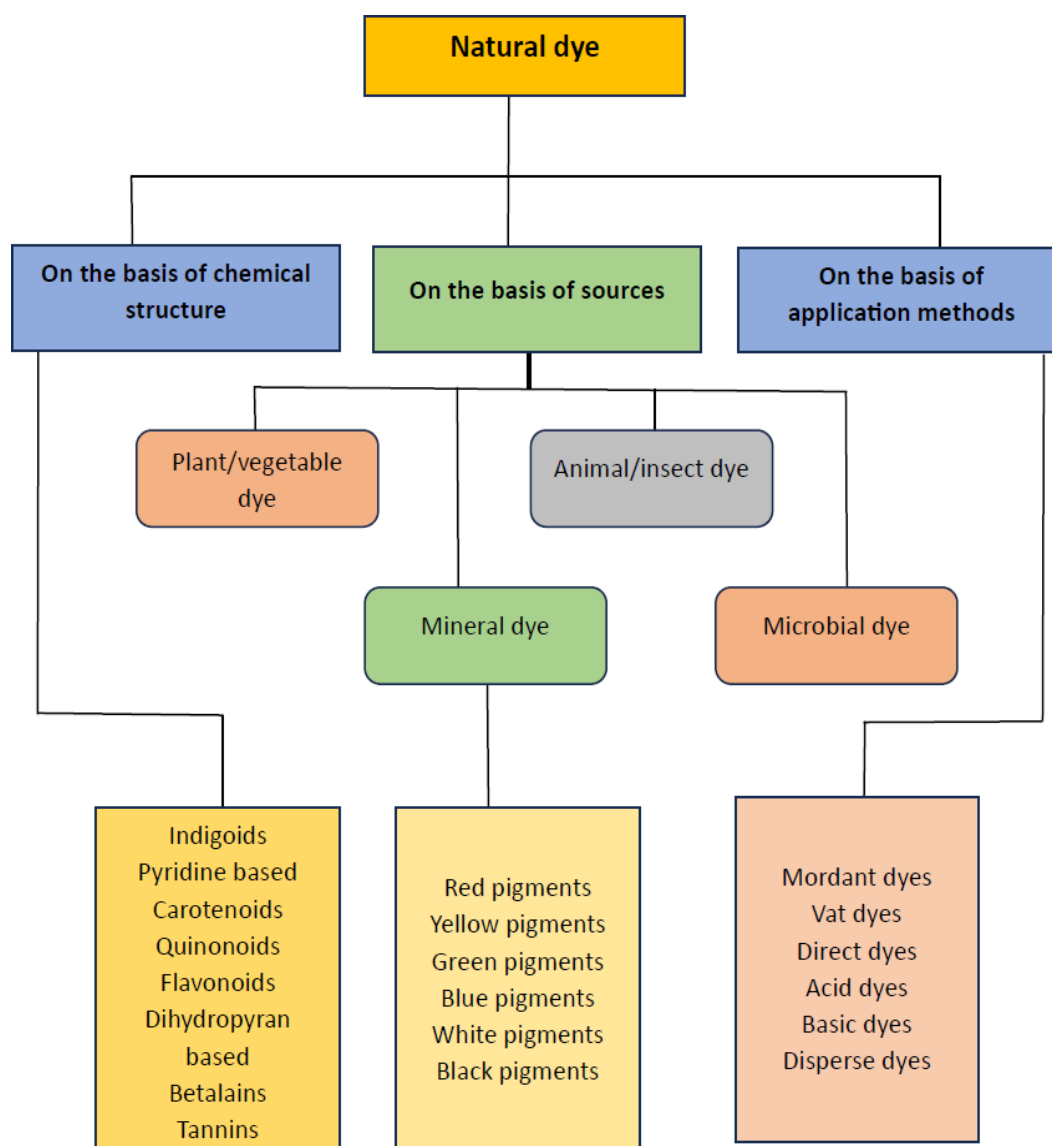 Natural dye
On the basis of chemical
structure
On the basis of sources
On the basis of
application methods
Plant/vegetable
dye
Animal/insect dye
Mineral dye
Microbial dye
Indigoids
Pyridine based
Carotenoids
Quinonoids
Flavonoids
Dihydropyran
based
Betalains
Tannins
Red pigments
Yellow pigments
Green pigments
Blue pigments
White pigments
Black pigments
Mordant dyes
Vat dyes
Direct dyes
Acid dyes
Basic dyes
Disperse dyes